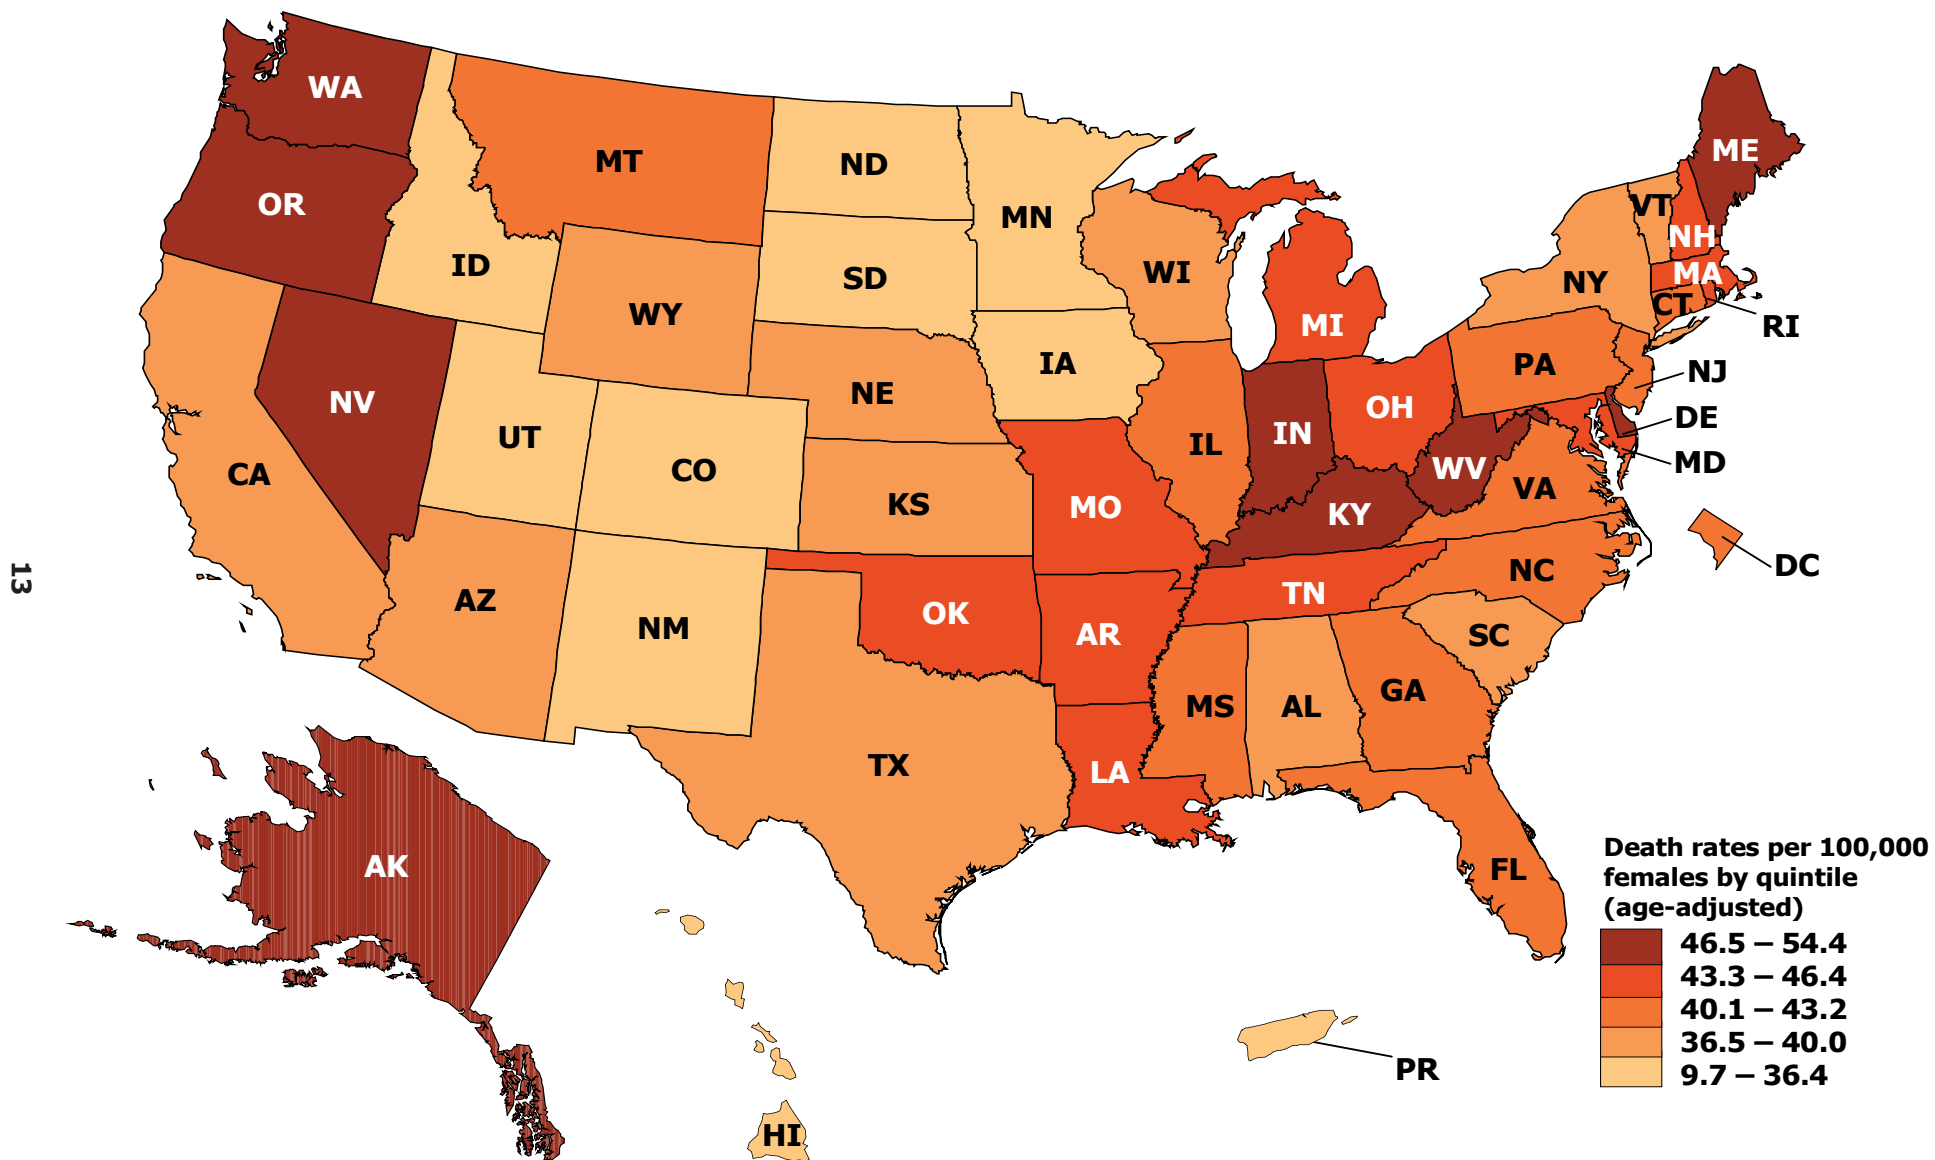 WA
ME
MT
ND
VT
OR
MN
NH
ID
SD
WI
MA
NY
CT
WY
MI
RI
IA
PA
NJ
NE
NV
OH
DE
UT
IN
IL
MD
CO
WV
CA
VA
KS
MO
KY
DC
13
NC
TN
AZ
OK
NM
AR
SC
GA
MS
AL
TX
LA
AK
FL
Death rates per 100,000
females by quintile
(age-adjusted)
46.5 – 54.4
43.3 – 46.4
40.1 – 43.2
36.5 – 40.0
9.7 – 36.4
PR
HI